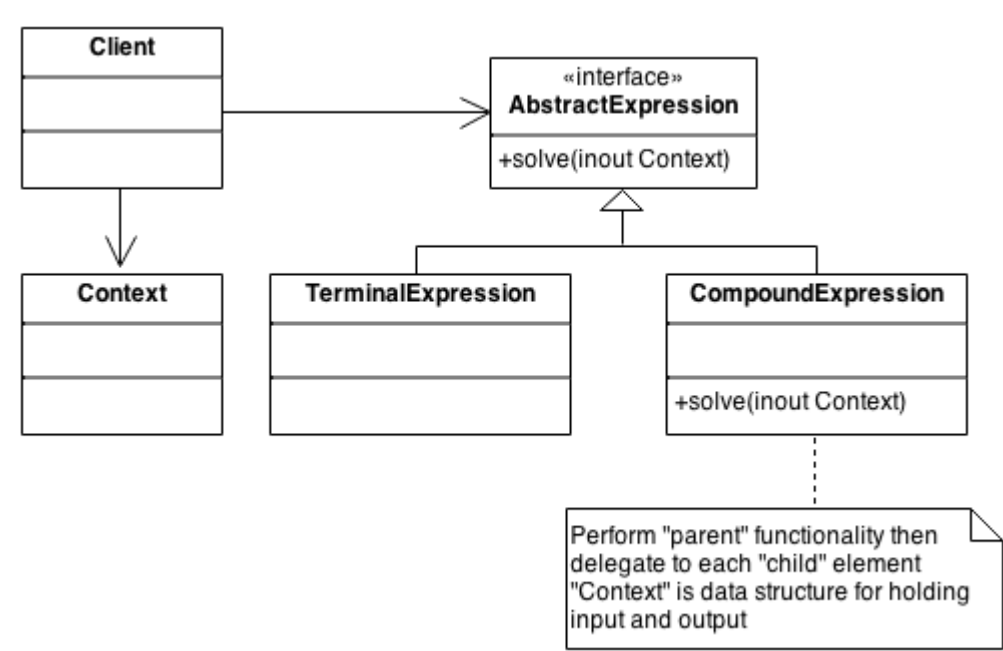 Client
«interface»
AbstractExpression
+solve(inout Context)
Context
TerminalExpression
CompoundExpression
+solve(inout Context)
Perform "parent" functionality then
delegate to each "child" element
"Context" is data structure for holding
input and output